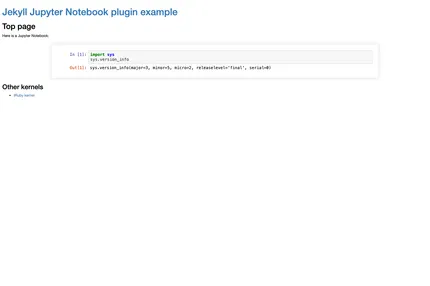 Jekyll Jupyter Notebook plugin example
Top page
Here is a Jupyter Notebook:
In [1]: import sys
sys.version_info
Out[1]: sys.version_info(major=3, minor=5, micro=2, releaselevel='final', serial=0)
Other kernels
IRuby kernel